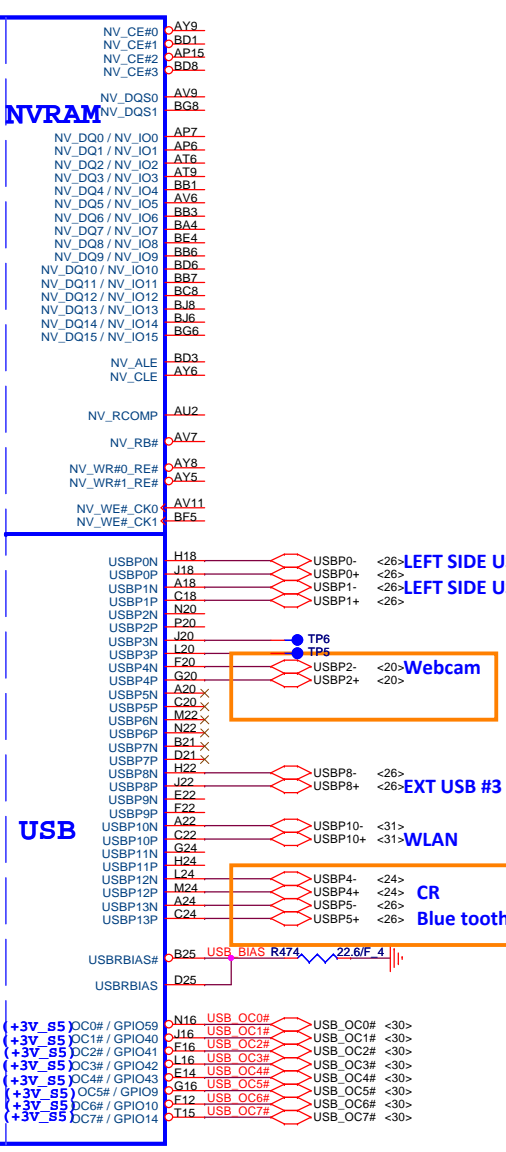 NV_CE#0 AY9
NV_CE#1 BD1
NV_CE#2 AP15
NV_CE#3 BD8
NV_DQS0 AV9
NV_DQS1 BG8
NVRAM
NV_DQ0 / NV_IO0 AP7
NV_DQ1 / NV_IO1 AP6
NV_DQ2 / NV_IO2 AT6
NV_DQ3 / NV_IO3 AT9
NV_DQ4 / NV_IO4 BB1
NV_DQ5 / NV_IO5 AV6
NV_DQ6 / NV_IO6 BB3
NV_DQ7 / NV_IO7 BA4
NV_DQ8 / NV_IO8 BE4
NV_DQ9 / NV_IO9 BB6
NV_DQ10 / NV_IO10 BD6
NV_DQ11 / NV_IO11 BB7
NV_DQ12 / NV_IO12 BC8
NV_DQ13 / NV_IO13 BJ8
NV_DQ14 / NV_IO14 BJ6
NV_DQ15 / NV_IO15 BG6
NV_ALE BD3
NV_CLE AY6
NV_RCOMP AU2
NV_RB# AV7
NV_WR#0_RE# AY8
NV_WR#1_RE# AY5
NV_WE#_CK0 AV11
NV_WE#_CK1 BF5
USBP0N H18 USBP0- <26> LEFT SIDE U
USBP0P J18 USBP0+ <26>
USBP1N A18 USBP1- <26> LEFT SIDE U
USBP1P C18 USBP1+ <26>
USBP2N N20
USBP2P P20
USBP3N J20 TP6
USBP3P L20 TP5
USBP4N F20 USBP2- <20> Webcam
USBP4P G20 USBP2+ <20>
USBP5N A20
USBP5P C20
USBP6N M22
USBP6P N22
USBP7N B21
USBP7P D21
USBP8N H22 USBP8- <26>
USBP8P J22 USBP8+ <26> EXT USB #3
USBP9N E22
USBP9P F22
USB
USBP10N A22 USBP10- <31>
USBP10P C22 USBP10+ <31> WLAN
USBP11N G24
USBP11P H24
USBP12N L24 USBP4- <24>
USBP12P M24 USBP4+ <24> CR
USBP13N A24 USBP5- <26>
USBP13P C24 USBP5+ <26> Blue tooth
USBRBIAS# B25 USB_BIAS R474 22.6/F_4
USBRBIAS D25
(+3V_S5) OC0# / GPIO59 N16 USB_OC0# USB_OC0# <30>
(+3V_S5) OC1# / GPIO40 J16 USB_OC1# USB_OC1# <30>
(+3V_S5) OC2# / GPIO41 F16 USB_OC2# USB_OC2# <30>
(+3V_S5) OC3# / GPIO42 L16 USB_OC3# USB_OC3# <30>
(+3V_S5) OC4# / GPIO43 E14 USB_OC4# USB_OC4# <30>
(+3V_S5) OC5# / GPIO9 G16 USB_OC5# USB_OC5# <30>
(+3V_S5) OC6# / GPIO10 F12 USB_OC6# USB_OC6# <30>
(+3V_S5) OC7# / GPIO14 T15 USB_OC7# USB_OC7# <30>